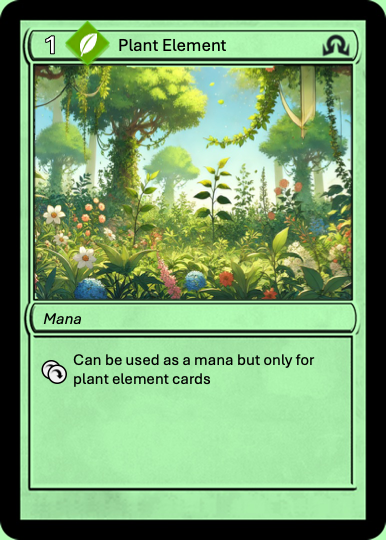 1 Plant Element
Mana
Can be used as a mana but only for
plant element cards